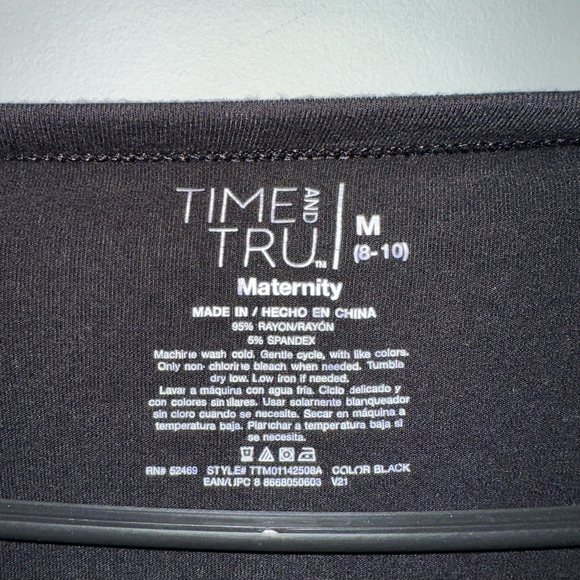 TIME AND
TRU™
M
(8-10)
Maternity
MADE IN / HECHO EN CHINA
95% RAYON/RAYÓN
5% SPANDEX
Machine wash cold. Gentle cycle, with like colors.
Only non-chlorine bleach when needed. Tumble
dry low. Low iron if needed.
Lavar a máquina con agua fría. Ciclo delicado y
con colores similares. Usar solamente blanqueador
sin cloro cuando se necesite. Secar en máquina a
temperatura baja. Planchar a temperatura baja si
se necesita.
RN# 52469 STYLE# TTM01142508A COLOR BLACK
EAN/UPC 8 8668050603 V21